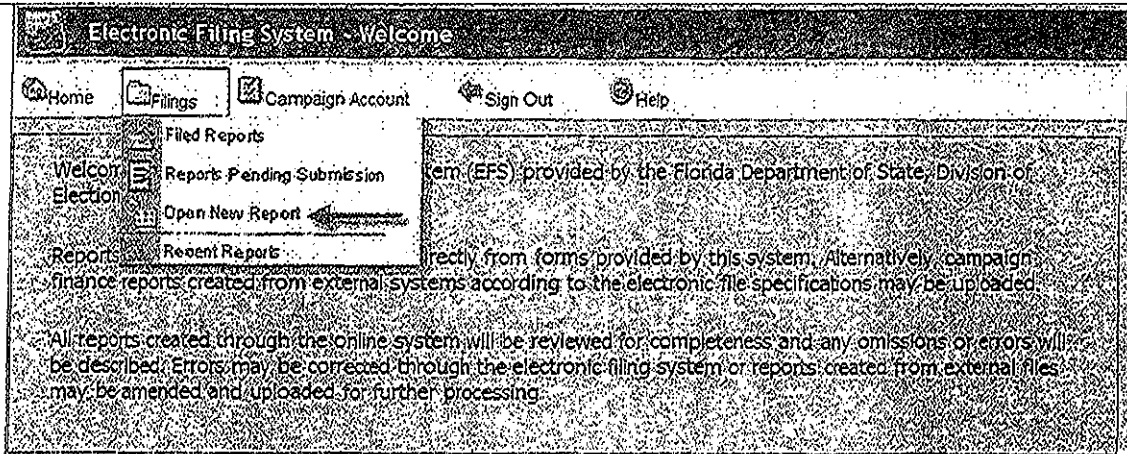 Electronic Filing System - Welcome
Home Filings Campaign Account Sign Out Help
Filed Reports
Reports Pending Submission
Open New Report
Recent Reports
Welcom tem (EFS) provided by the Florida Department of State, Division of
Election
Reports rectly from forms provided by this system. Alternatively, campaign
finance reports created from external systems according to the electronic file specifications may be uploaded.
All reports created through the online system will be reviewed for completeness and any omissions or errors will
be described. Errors may be corrected through the electronic filing system or reports created from external files
may be amended and uploaded for further processing.